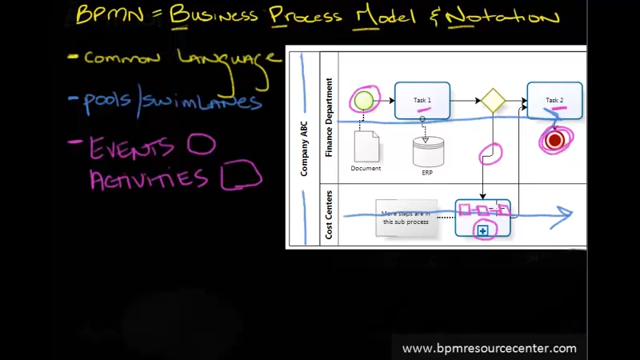 BPMN = Business Process Model & Notation
- Common Language
- Pools/Swimlanes
- EVENTS
ACTIVITIES
Company ABC
Finance Department
Task 1
Task 2
Document
ERP
Cost Centers
More steps are in
this sub process
www.bpmresourcecenter.com